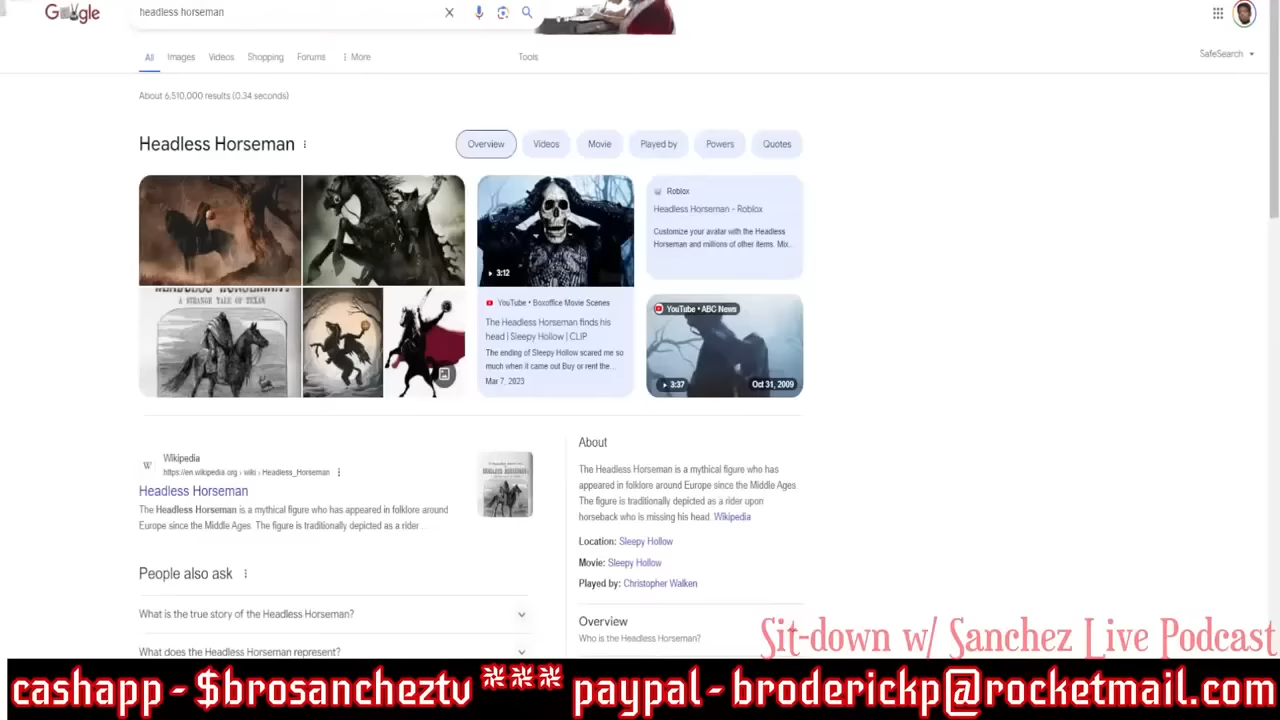 Google
headless horseman
All Images Videos Shopping Forums More Tools
SafeSearch
About 6,510,000 results (0.34 seconds)
Headless Horseman
Overview Videos Movie Played by Powers Quotes
3:12
YouTube • Boxoffice Movie Scenes
The Headless Horseman finds his
head | Sleepy Hollow | CLIP
The ending of Sleepy Hollow scared me so
much when it came out Buy or rent the...
Mar 7, 2023
Roblox
Headless Horseman - Roblox
Customize your avatar with the Headless
Horseman and millions of other items. Mix...
YouTube • ABC News
3:37
Oct 31, 2009
A STRANGE TALE OF TEXAS
W
Wikipedia
https://en.wikipedia.org › wiki › Headless_Horseman
Headless Horseman
The Headless Horseman is a mythical figure who has appeared in folklore around
Europe since the Middle Ages. The figure is traditionally depicted as a rider ...
People also ask
What is the true story of the Headless Horseman?
What does the Headless Horseman represent?
About
The Headless Horseman is a mythical figure who has
appeared in folklore around Europe since the Middle Ages.
The figure is traditionally depicted as a rider upon
horseback who is missing his head. Wikipedia
Location: Sleepy Hollow
Movie: Sleepy Hollow
Played by: Christopher Walken
Overview
Who is the Headless Horseman?
Sit-down w/ Sanchez Live Podcast
cashapp - $brosancheztv *** paypal - broderickp@rocketmail.com